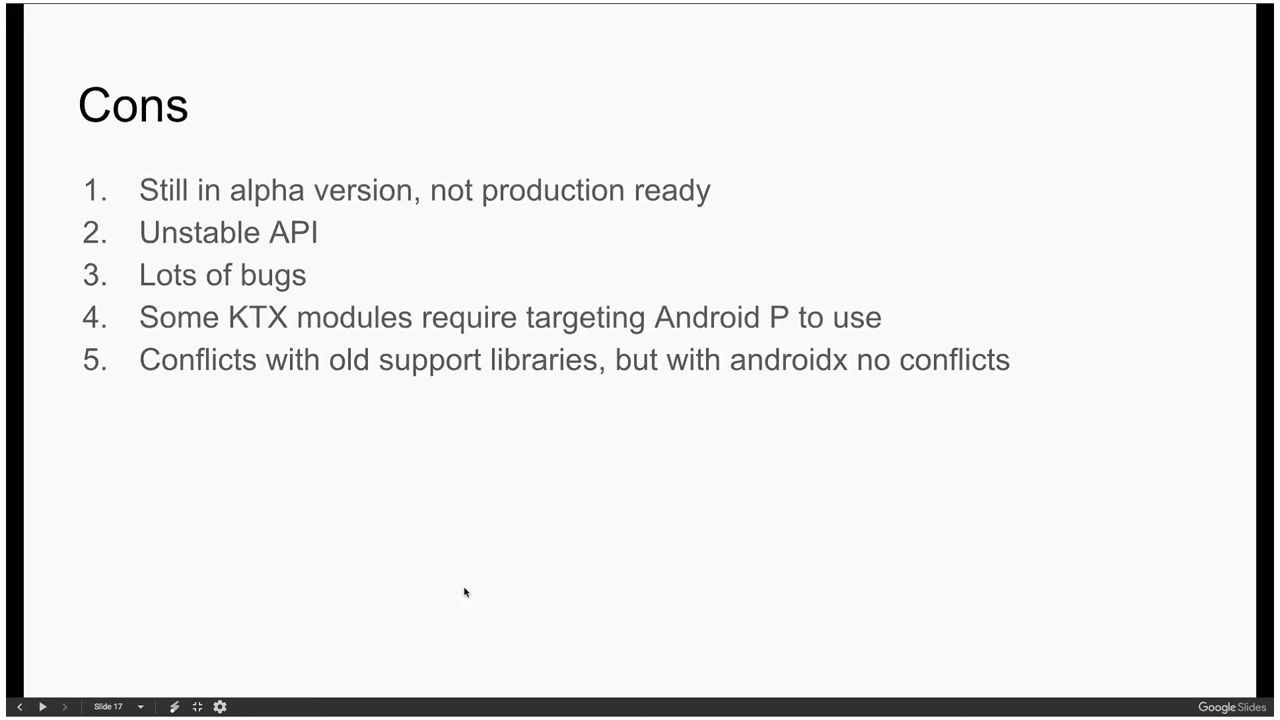 Cons
1. Still in alpha version, not production ready
2. Unstable API
3. Lots of bugs
4. Some KTX modules require targeting Android P to use
5. Conflicts with old support libraries, but with androidx no conflicts
Slide 17
Google Slides